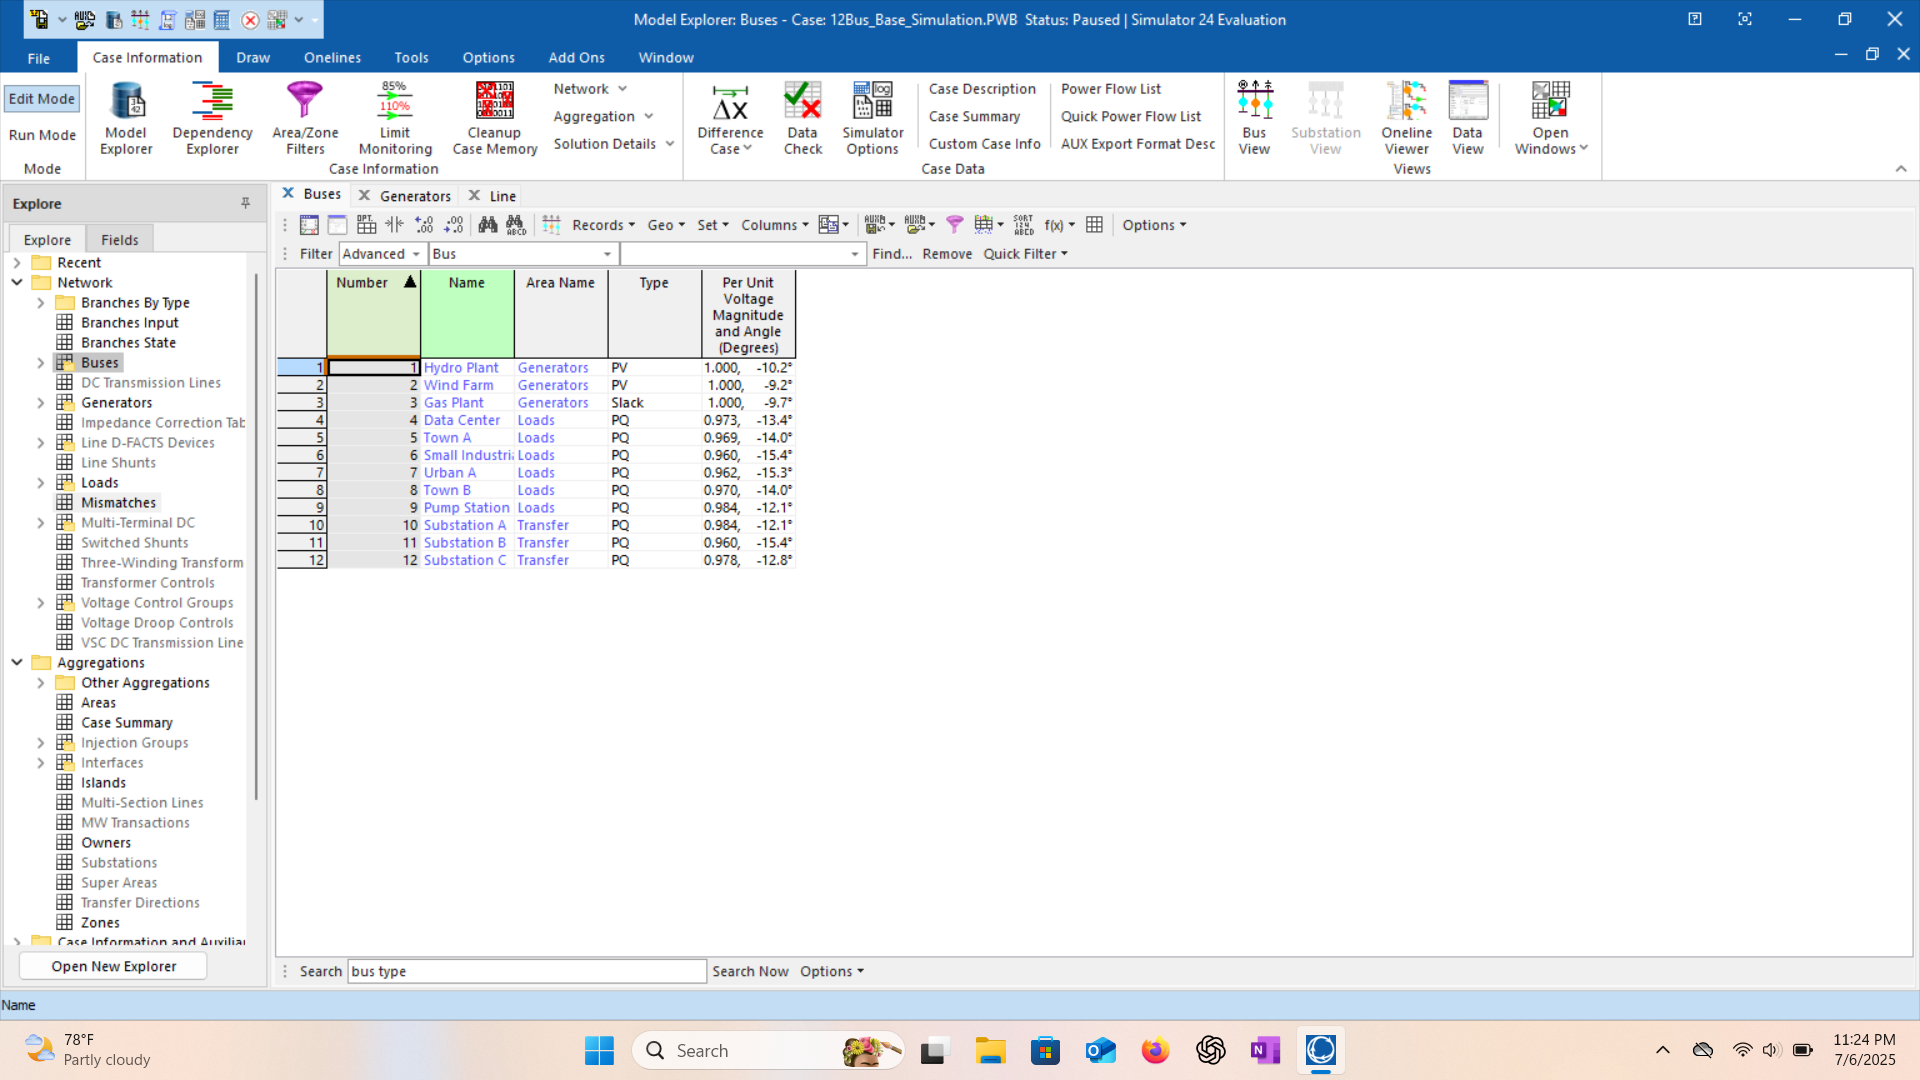 Model Explorer: Buses - Case: 12Bus_Base_Simulation.PWB  Status: Paused | Simulator 24 Evaluation
File Case Information Draw Onelines Tools Options Add Ons Window
Edit Mode
Run Mode
Mode
Model Explorer
Dependency Explorer
Area/Zone Filters
85%
110%
Limit Monitoring
Cleanup Case Memory
Network
Aggregation
Solution Details
Case Information
Difference Case
Data Check
Simulator Options
Case Description
Case Summary
Custom Case Info
Power Flow List
Quick Power Flow List
AUX Export Format Desc
Case Data
Bus View
Substation View
Oneline Viewer
Data View
Open Windows
Views
Explore
Explore Fields
Recent
Network
Branches By Type
Branches Input
Branches State
Buses
DC Transmission Lines
Generators
Impedance Correction Tab
Line D-FACTS Devices
Line Shunts
Loads
Mismatches
Multi-Terminal DC
Switched Shunts
Three-Winding Transform
Transformer Controls
Voltage Control Groups
Voltage Droop Controls
VSC DC Transmission Line
Aggregations
Other Aggregations
Areas
Case Summary
Injection Groups
Interfaces
Islands
Multi-Section Lines
MW Transactions
Owners
Substations
Super Areas
Transfer Directions
Zones
Case Information and Auxiliar
Open New Explorer
Buses Generators Line
Records Geo Set Columns f(x) Options
Filter Advanced Bus Find... Remove Quick Filter
Number Name Area Name Type Per Unit Voltage Magnitude and Angle (Degrees)
1 1 Hydro Plant Generators PV 1.000, -10.2°
2 2 Wind Farm Generators PV 1.000, -9.2°
3 3 Gas Plant Generators Slack 1.000, -9.7°
4 4 Data Center Loads PQ 0.973, -13.4°
5 5 Town A Loads PQ 0.969, -14.0°
6 6 Small Industri Loads PQ 0.960, -15.4°
7 7 Urban A Loads PQ 0.962, -15.3°
8 8 Town B Loads PQ 0.970, -14.0°
9 9 Pump Station Loads PQ 0.984, -12.1°
10 10 Substation A Transfer PQ 0.984, -12.1°
11 11 Substation B Transfer PQ 0.960, -15.4°
12 12 Substation C Transfer PQ 0.978, -12.8°
Search bus type Search Now Options
Name
78°F
Partly cloudy
Search
11:24 PM
7/6/2025